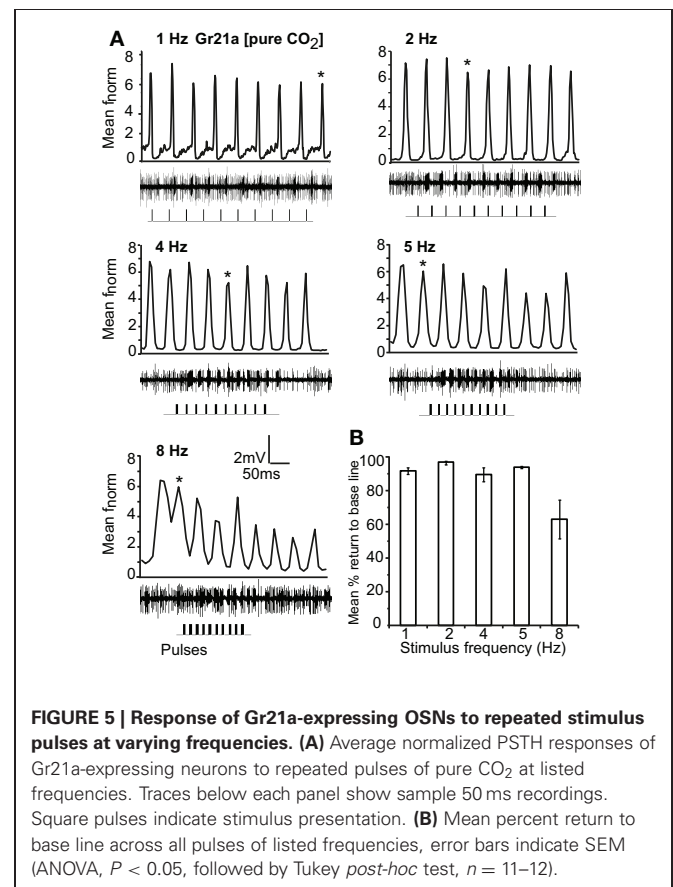 A
1 Hz Gr21a [pure CO₂]
2 Hz
Mean fnorm
8
6
4
2
0
*
8
6
4
2
0
*
4 Hz
5 Hz
Mean fnorm
8
6
4
2
0
*
8
6
4
2
0
*
8 Hz
2mV
50ms
Mean fnorm
8
6
4
2
0
*
Pulses
B
Mean % return to base line
100
80
60
40
20
0
1 2 4 5 8
Stimulus frequency (Hz)
FIGURE 5 | Response of Gr21a-expressing OSNs to repeated stimulus
pulses at varying frequencies. (A) Average normalized PSTH responses of
Gr21a-expressing neurons to repeated pulses of pure CO₂ at listed
frequencies. Traces below each panel show sample 50 ms recordings.
Square pulses indicate stimulus presentation. (B) Mean percent return to
base line across all pulses of listed frequencies, error bars indicate SEM
(ANOVA, P < 0.05, followed by Tukey post-hoc test, n = 11–12).